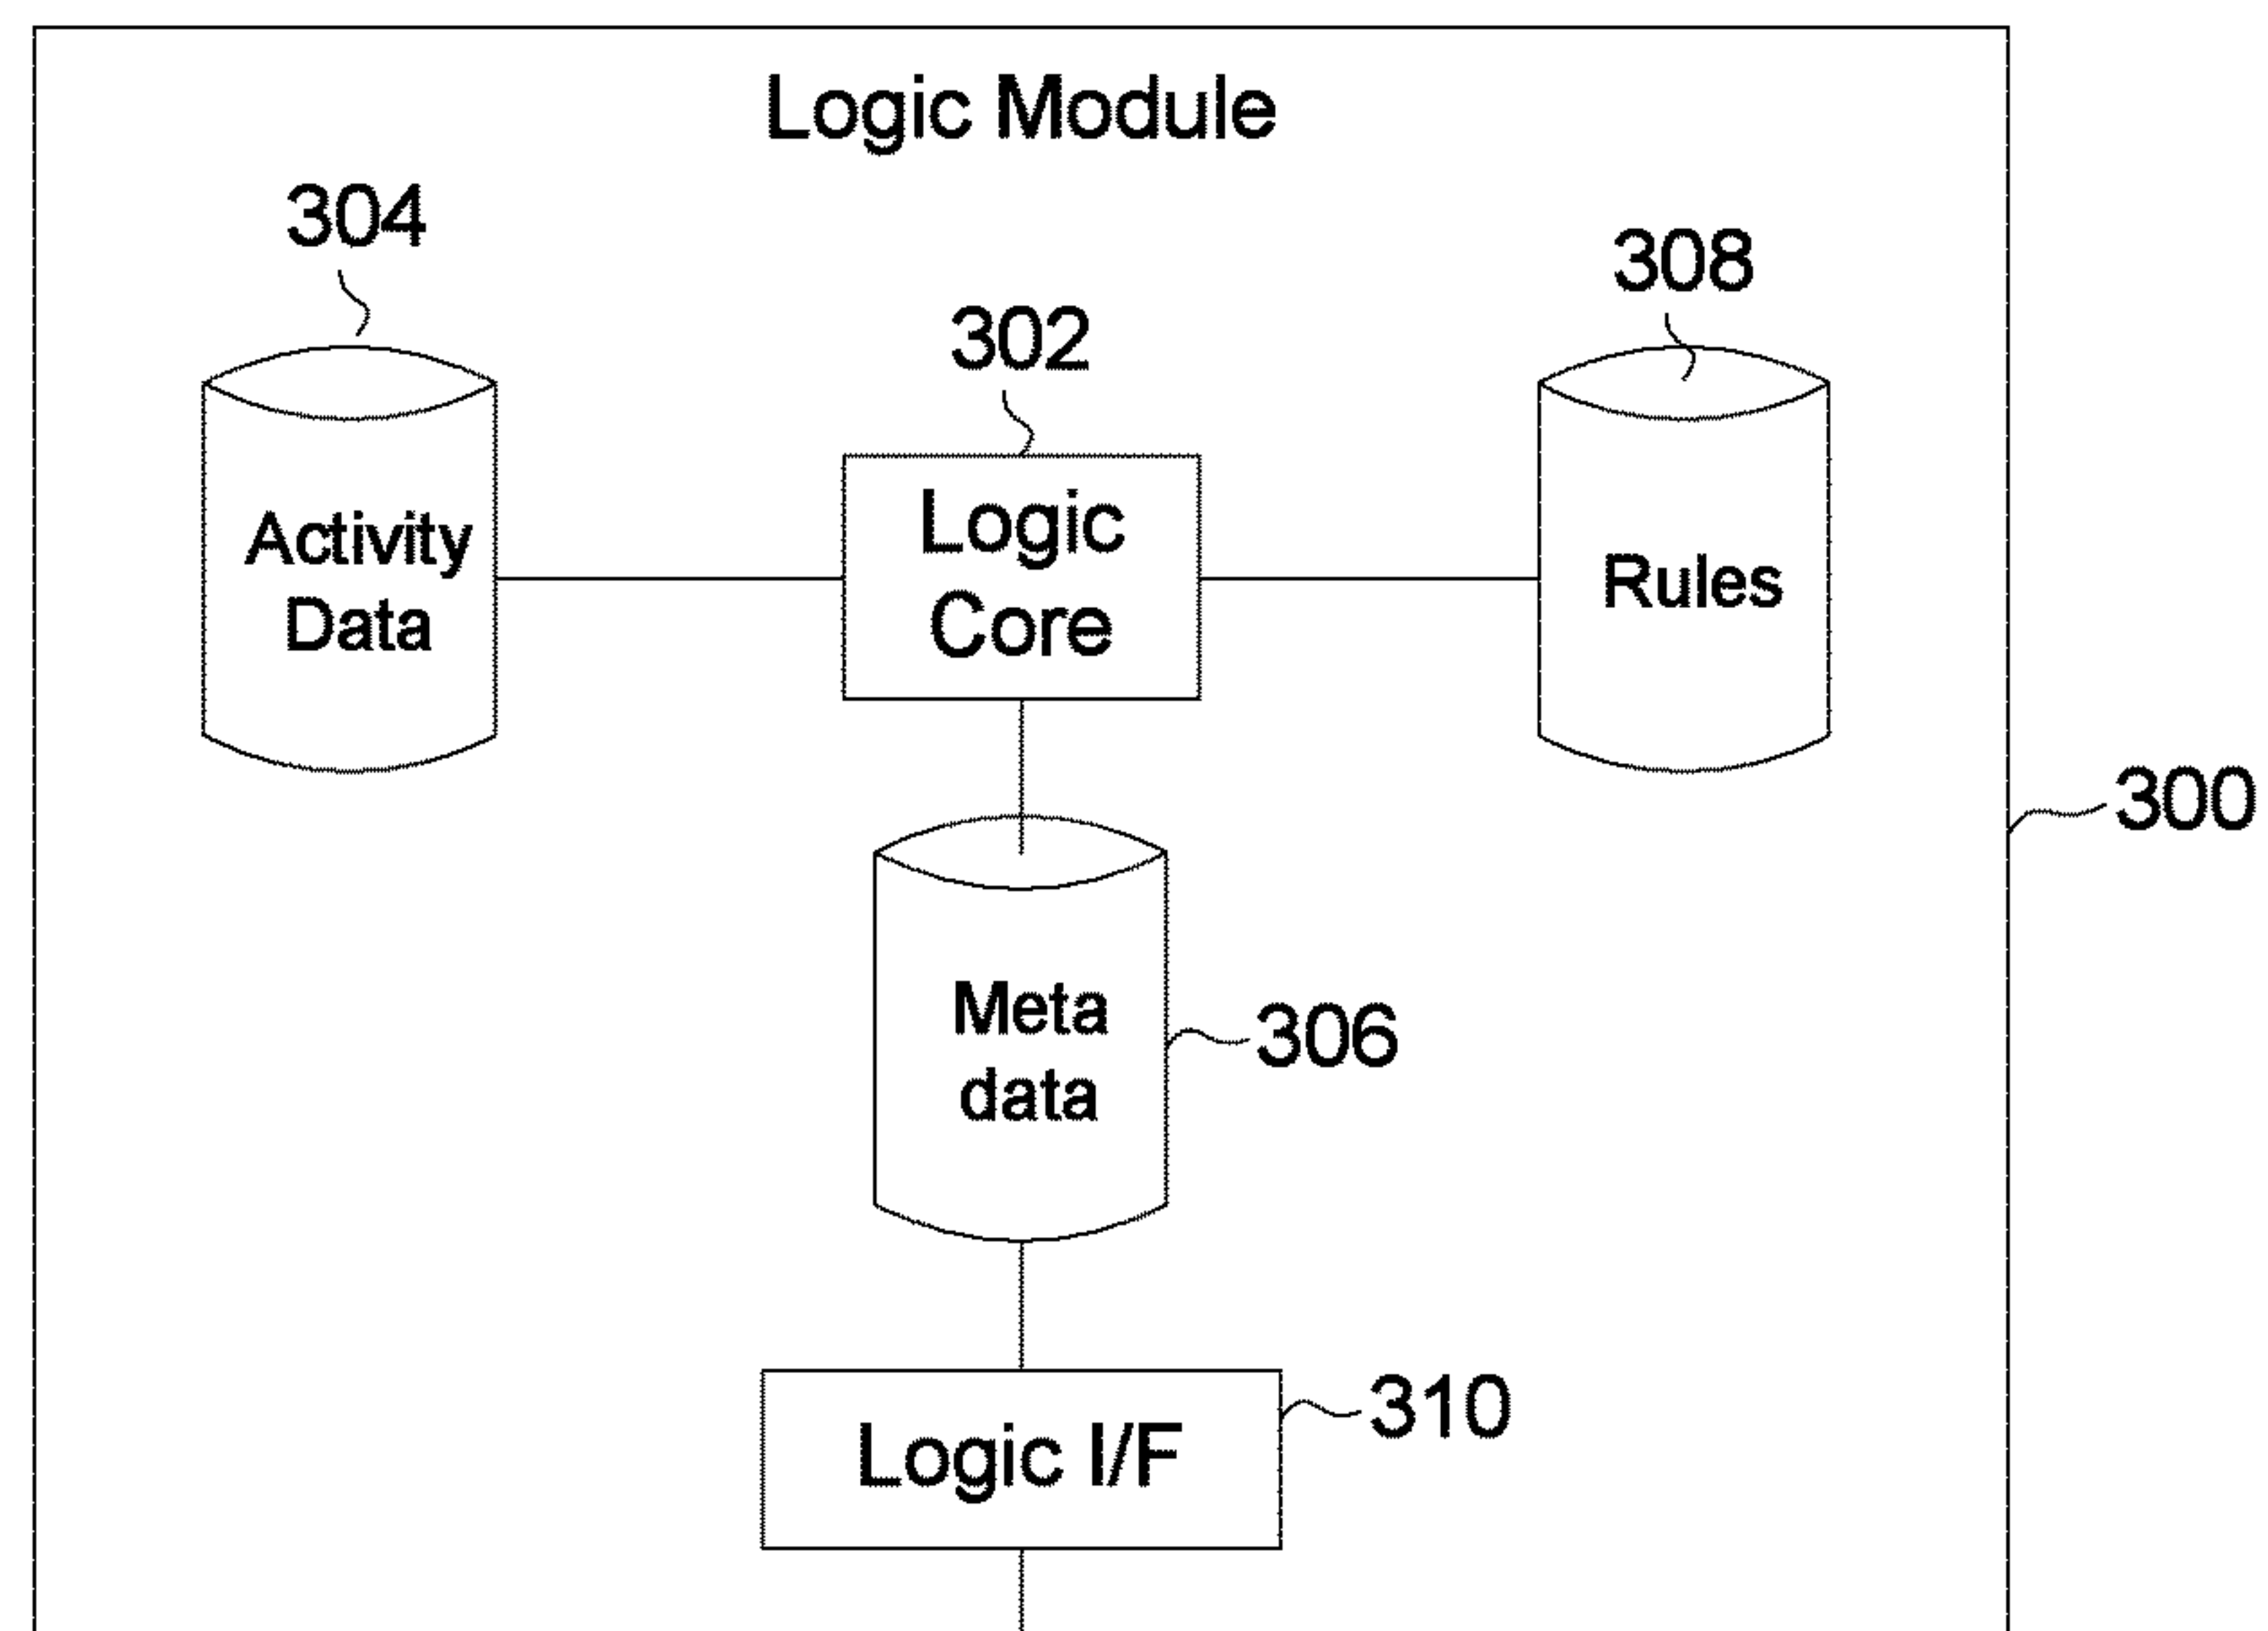 Logic Module
304
308
302
Activity
Data
Logic
Core
Rules
300
Meta
data
306
Logic I/F
310